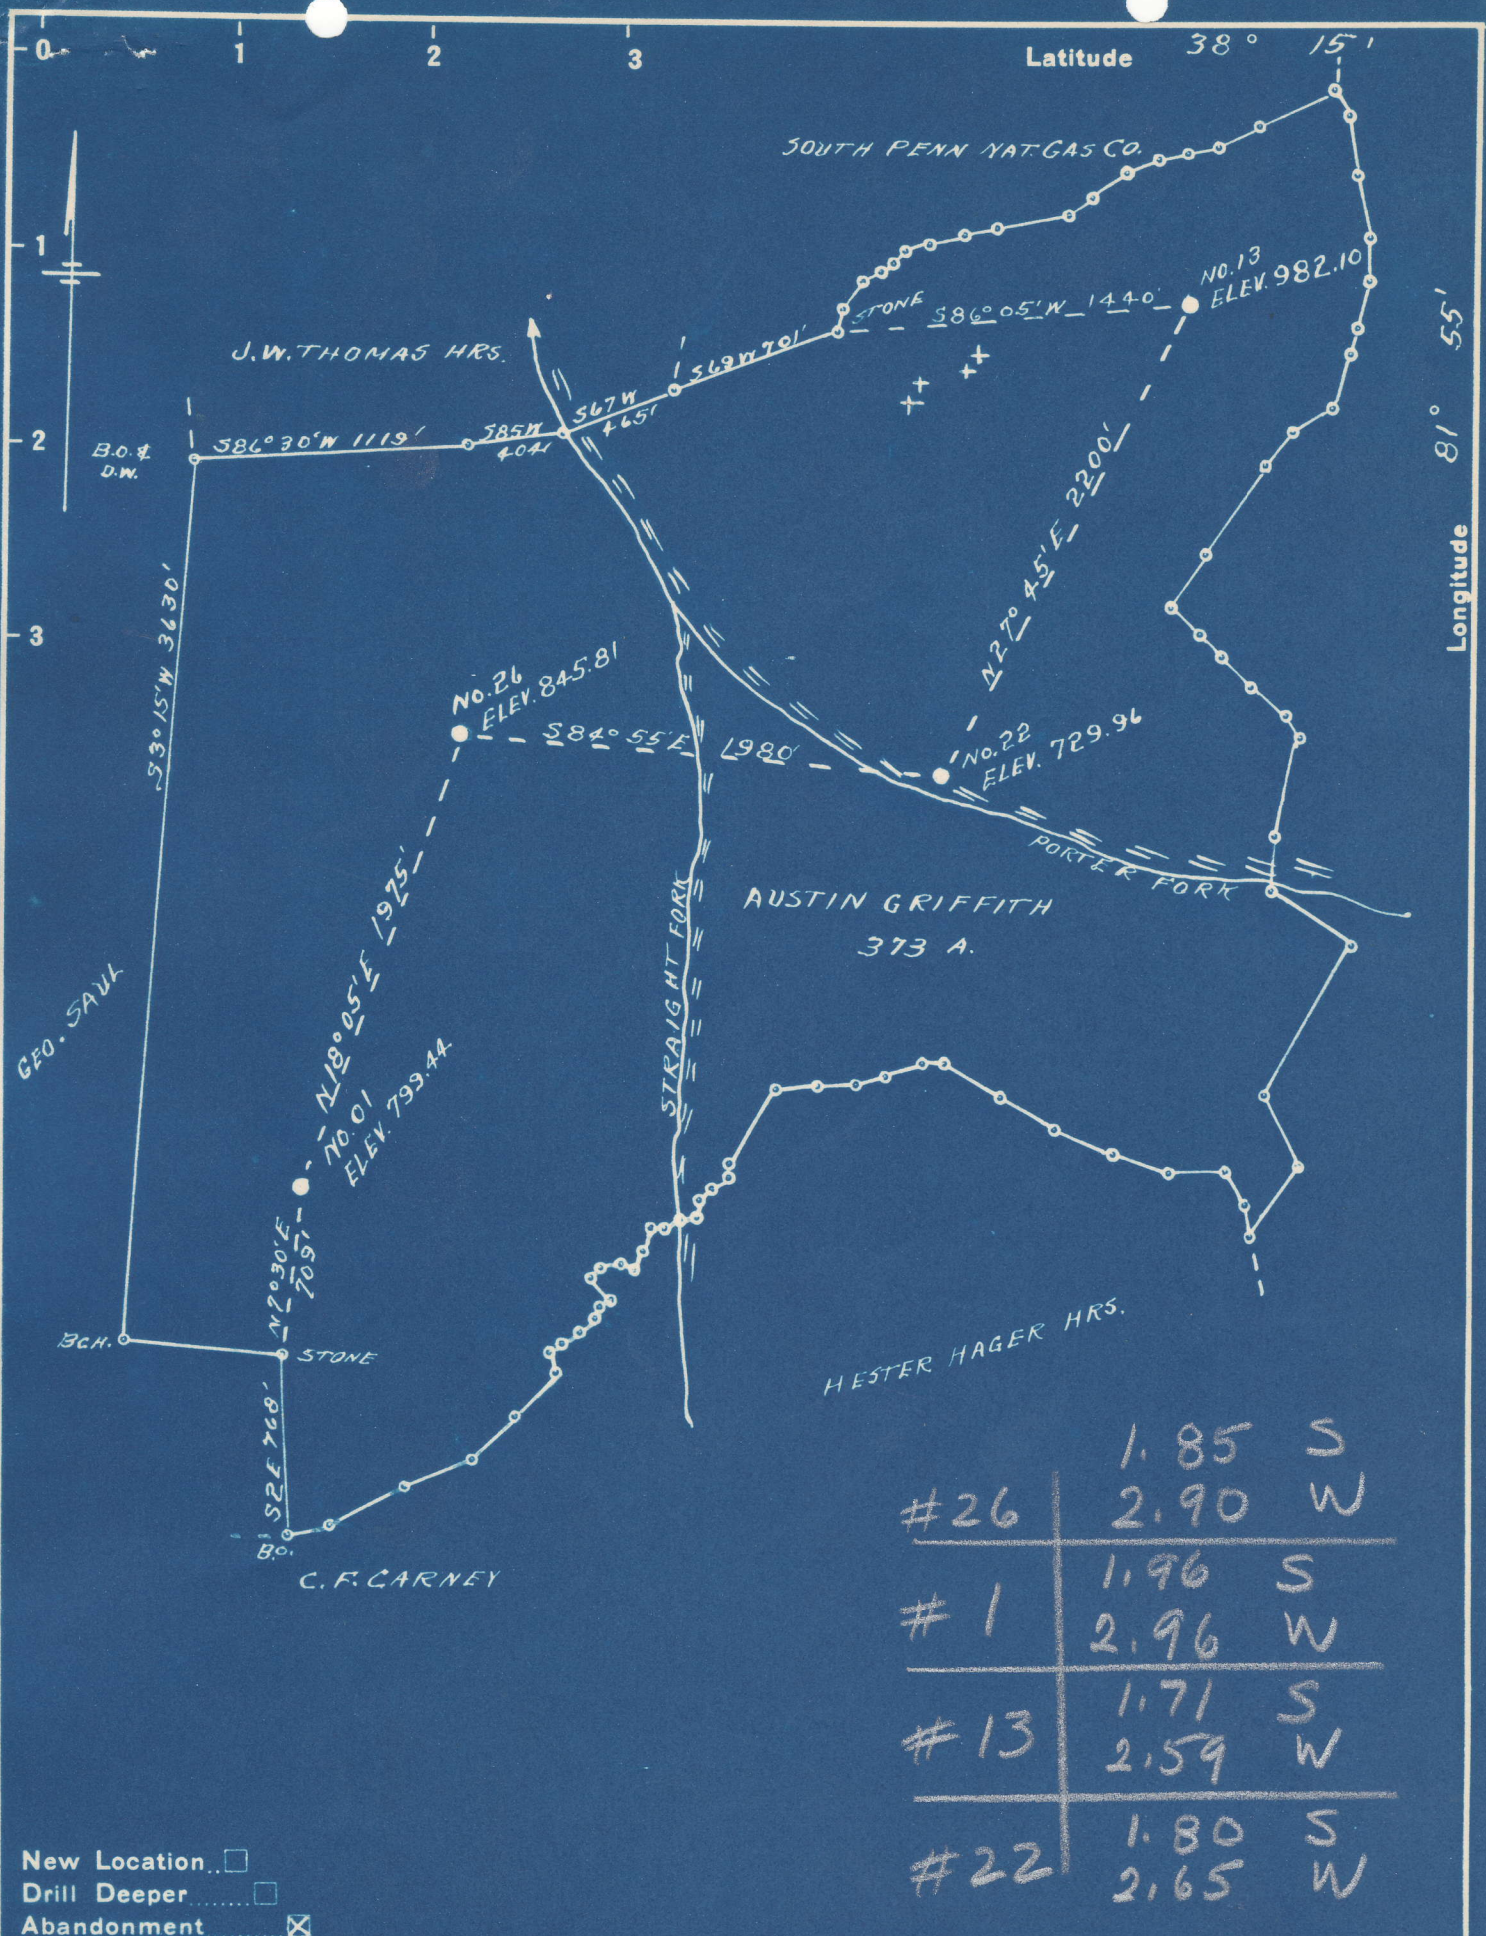 0 1 2 3
Latitude 38° 15'
1
2
3
81° 55'
Longitude
SOUTH PENN NAT. GAS CO.
NO. 13
ELEV. 982.10
STONE
S86° 05' W 1440'
J.W. THOMAS HRS.
S69W 701'
S67W
465'
S85W
404'
S86° 30' W 1119'
B.O. &
D.W.
S3° 15' W 3630'
N27° 45' E 2200'
NO. 26
ELEV. 845.81
S84° 55' E 1980'
NO. 22
ELEV. 729.96
PORTER FORK
AUSTIN GRIFFITH
373 A.
STRAIGHT FORK
N18° 05' E 1975'
GEO. SAUL
NO. 01
ELEV. 799.44
N7° 30' E
709'
BCH.
STONE
S2E 768'
B.O.
C.F. CARNEY
HESTER HAGER HRS.
1.85 S
#26 2.90 W
1.96 S
#1 2.96 W
1.71 S
#13 2.59 W
1.80 S
#22 2.65 W
New Location..
Drill Deeper.......
Abandonment